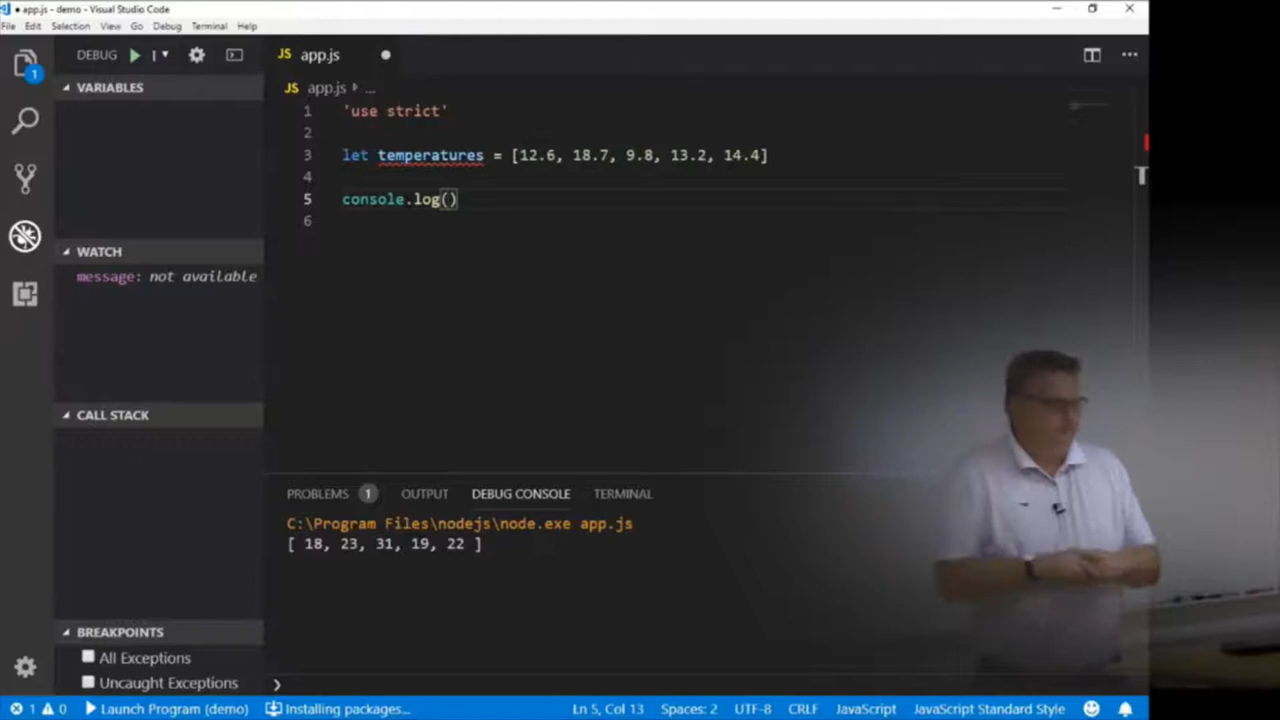 ● app.js - demo - Visual Studio Code
File Edit Selection View Go Debug Terminal Help
DEBUG
JS app.js ●
1
VARIABLES
JS app.js ...
1 'use strict'
2
3 let temperatures = [12.6, 18.7, 9.8, 13.2, 14.4]
4
5 console.log()
6
WATCH
message: not available
CALL STACK
PROBLEMS 1 OUTPUT DEBUG CONSOLE TERMINAL
C:\Program Files\nodejs\node.exe app.js
[ 18, 23, 31, 19, 22 ]
BREAKPOINTS
All Exceptions
Uncaught Exceptions
1 0 Launch Program (demo) Installing packages... Ln 5, Col 13 Spaces: 2 UTF-8 CRLF JavaScript JavaScript Standard Style